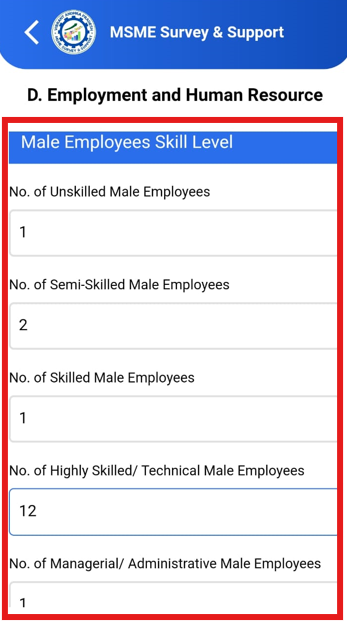 MSME Survey & Support
D. Employment and Human Resource
Male Employees Skill Level
No. of Unskilled Male Employees
1
No. of Semi-Skilled Male Employees
2
No. of Skilled Male Employees
1
No. of Highly Skilled/ Technical Male Employees
12
No. of Managerial/ Administrative Male Employees
1